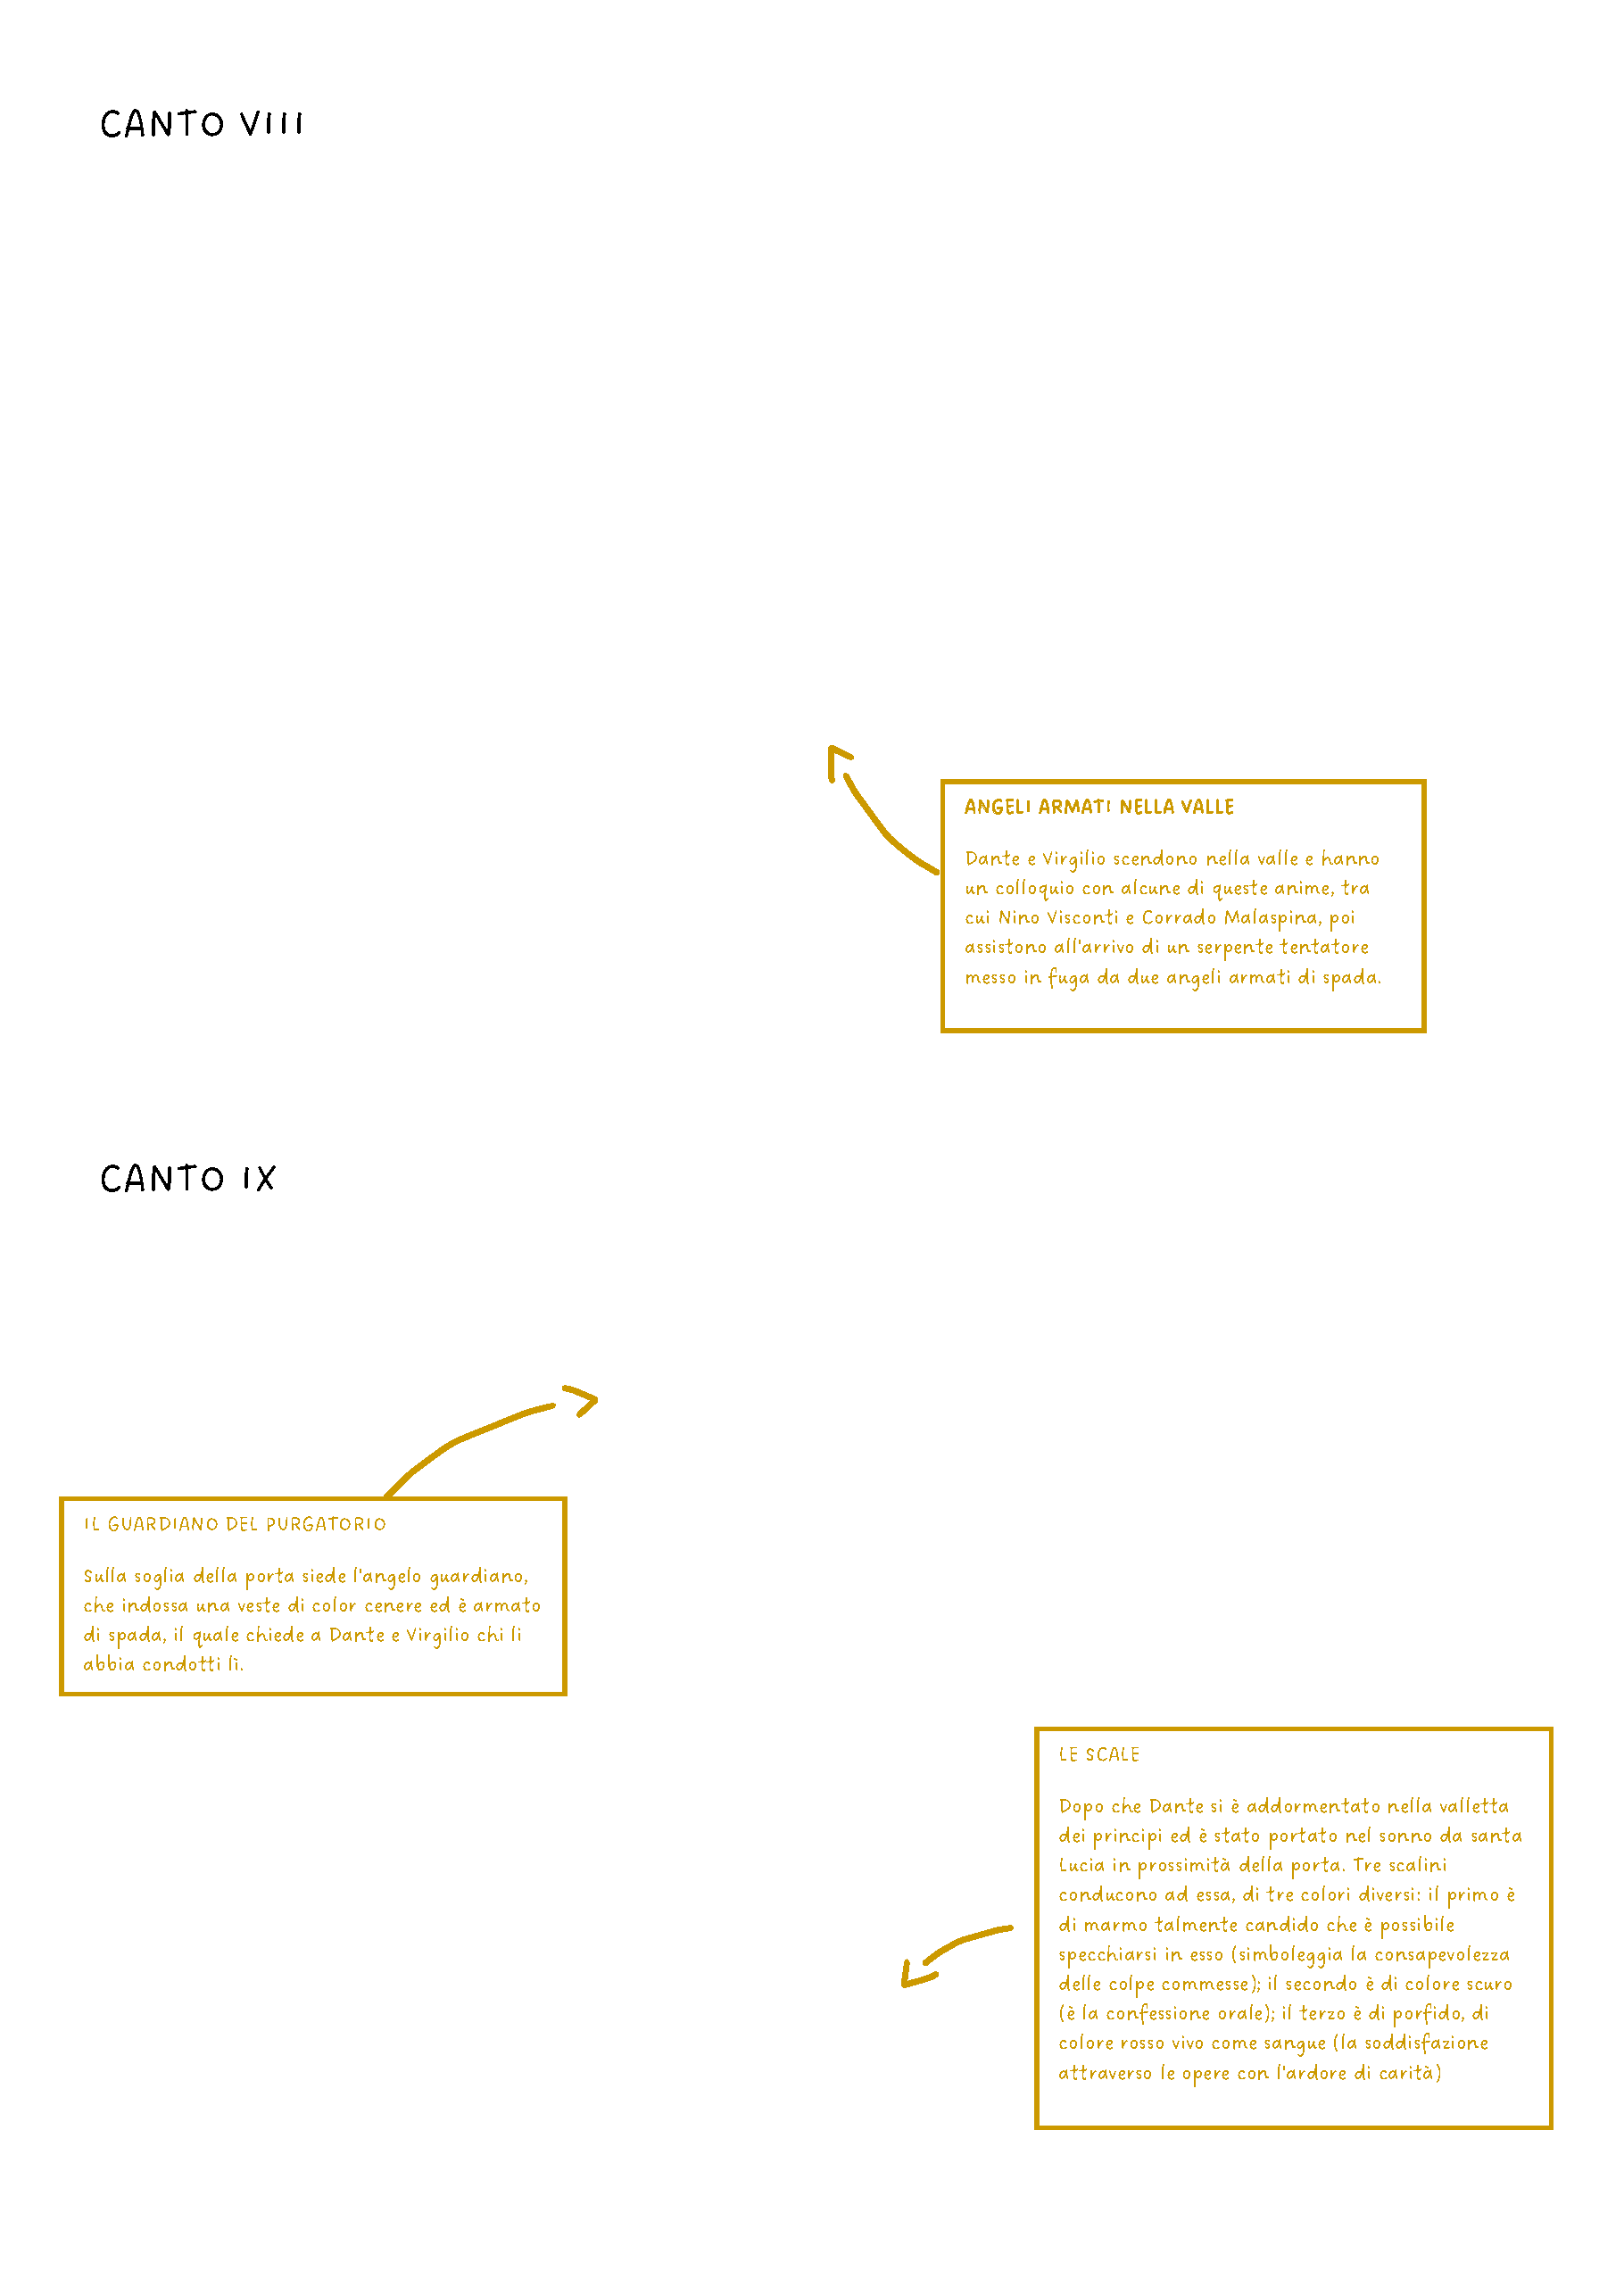 CANTO VIII
ANGELI ARMATI NELLA VALLE
Dante e Virgilio scendono nella valle e hanno
un colloquio con alcune di queste anime, tra
cui Nino Visconti e Corrado Malaspina, poi
assistono all'arrivo di un serpente tentatore
messo in fuga da due angeli armati di spada.
CANTO IX
IL GUARDIANO DEL PURGATORIO
Sulla soglia della porta siede l'angelo guardiano,
che indossa una veste di color cenere ed è armato
di spada, il quale chiede a Dante e Virgilio chi li
abbia condotti lì.
LE SCALE
Dopo che Dante si è addormentato nella valletta
dei principi ed è stato portato nel sonno da santa
Lucia in prossimità della porta. Tre scalini
conducono ad essa, di tre colori diversi: il primo è
di marmo talmente candido che è possibile
specchiarsi in esso (simboleggia la consapevolezza
delle colpe commesse); il secondo è di colore scuro
(è la confessione orale); il terzo è di porfido, di
colore rosso vivo come sangue (la soddisfazione
attraverso le opere con l'ardore di carità)